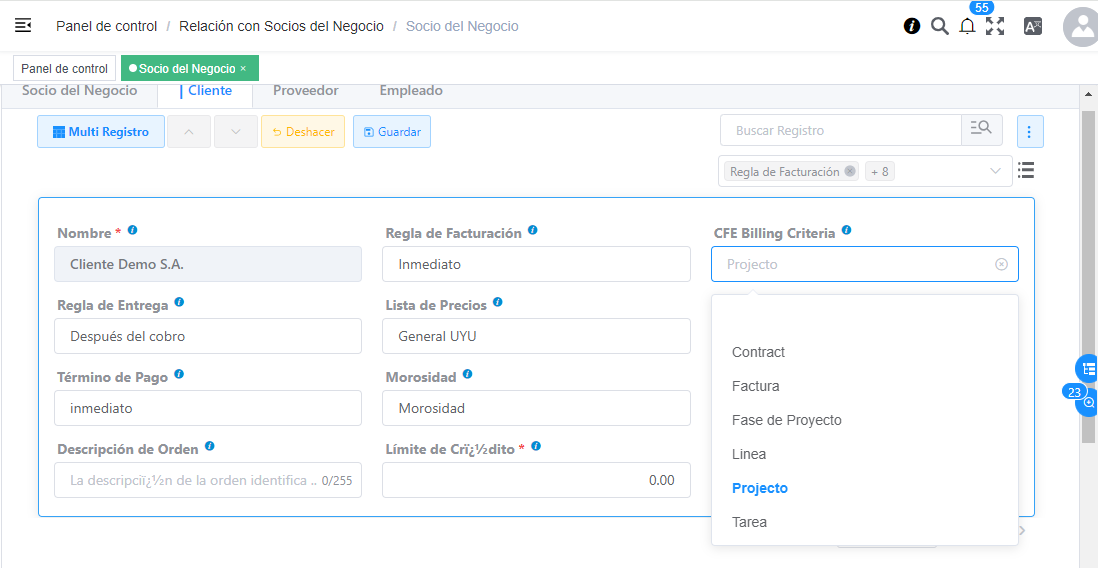 55
Panel de control / Relación con Socios del Negocio / Socio del Negocio
Panel de control Socio del Negocio ×
Socio del Negocio Cliente Proveedor Empleado
Multi Registro Deshacer Guardar Buscar Registro
Regla de Facturación + 8
Nombre * Regla de Facturación CFE Billing Criteria
Cliente Demo S.A. Inmediato Projecto
Regla de Entrega Lista de Precios
Después del cobro General UYU
Contract
Término de Pago Morosidad
Factura
inmediato Morosidad
Fase de Proyecto
Descripción de Orden Límite de Crï¿½dito *
Linea
La descripciï¿½n de la orden identifica .. 0/255 0.00
Projecto
Tarea
23